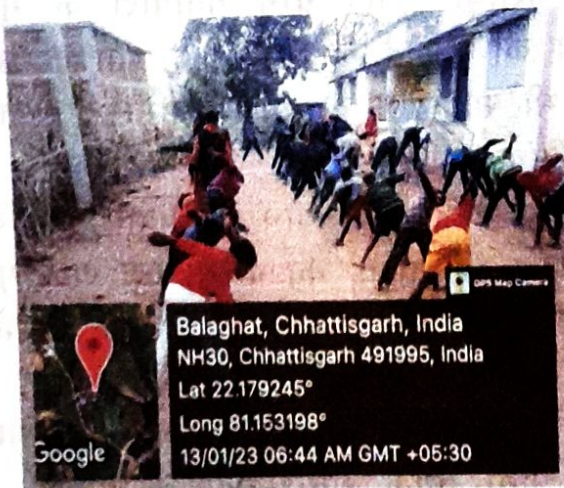 GPS Map Camera
Balaghat, Chhattisgarh, India
NH30, Chhattisgarh 491995, India
Lat 22.179245°
Long 81.153198°
13/01/23 06:44 AM GMT +05:30
Google